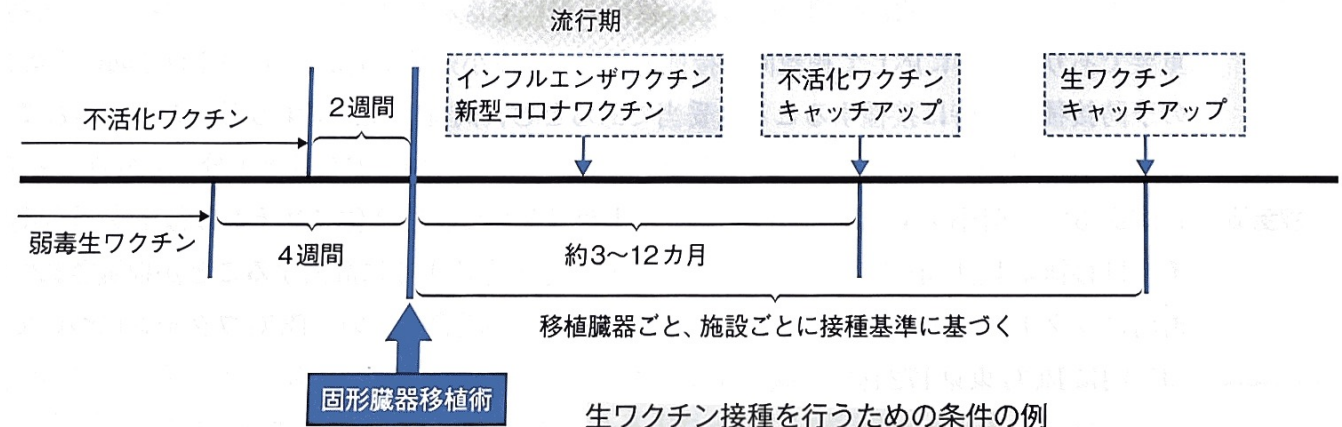 流行期
インフルエンザワクチン
新型コロナワクチン
不活化ワクチン
キャッチアップ
生ワクチン
キャッチアップ
不活化ワクチン
2週間
弱毒生ワクチン
4週間
約3〜12カ月
移植臓器ごと、施設ごとに接種基準に基づく
固形臓器移植術
生ワクチン接種を行うための条件の例